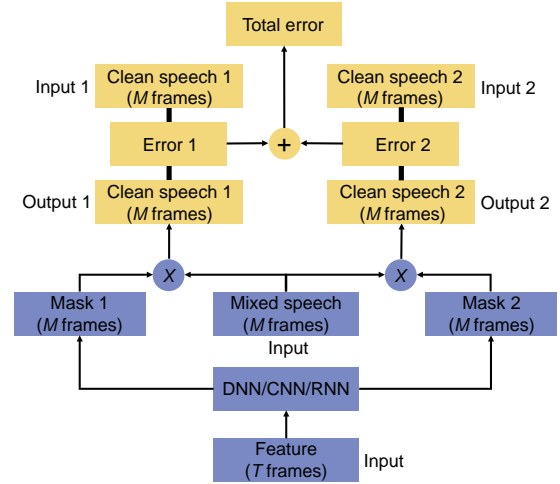 Total error
Input 1
Clean speech 1
(M frames)
Clean speech 2
(M frames)
Input 2
Error 1
+
Error 2
Output 1
Clean speech 1
(M frames)
Clean speech 2
(M frames)
Output 2
X
X
Mask 1
(M frames)
Mixed speech
(M frames)
Mask 2
(M frames)
Input
DNN/CNN/RNN
Feature
(T frames)
Input